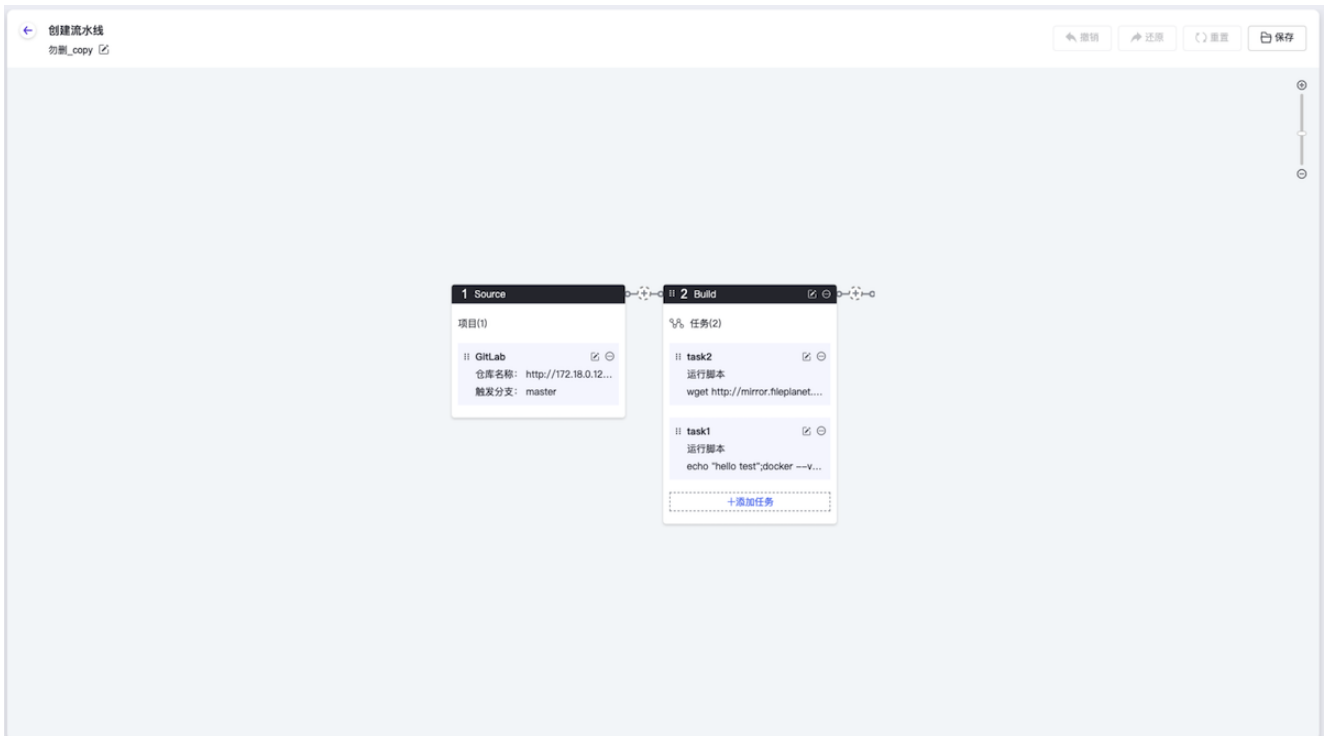 创建流水线
勿删_copy
撤销
还原
重置
保存
1 Source
项目(1)
GitLab
仓库名称： http://172.18.0.12...
触发分支： master
2 Build
任务(2)
task2
运行脚本
wget http://mirror.fileplanet....
task1
运行脚本
echo "hello test";docker --v...
+添加任务